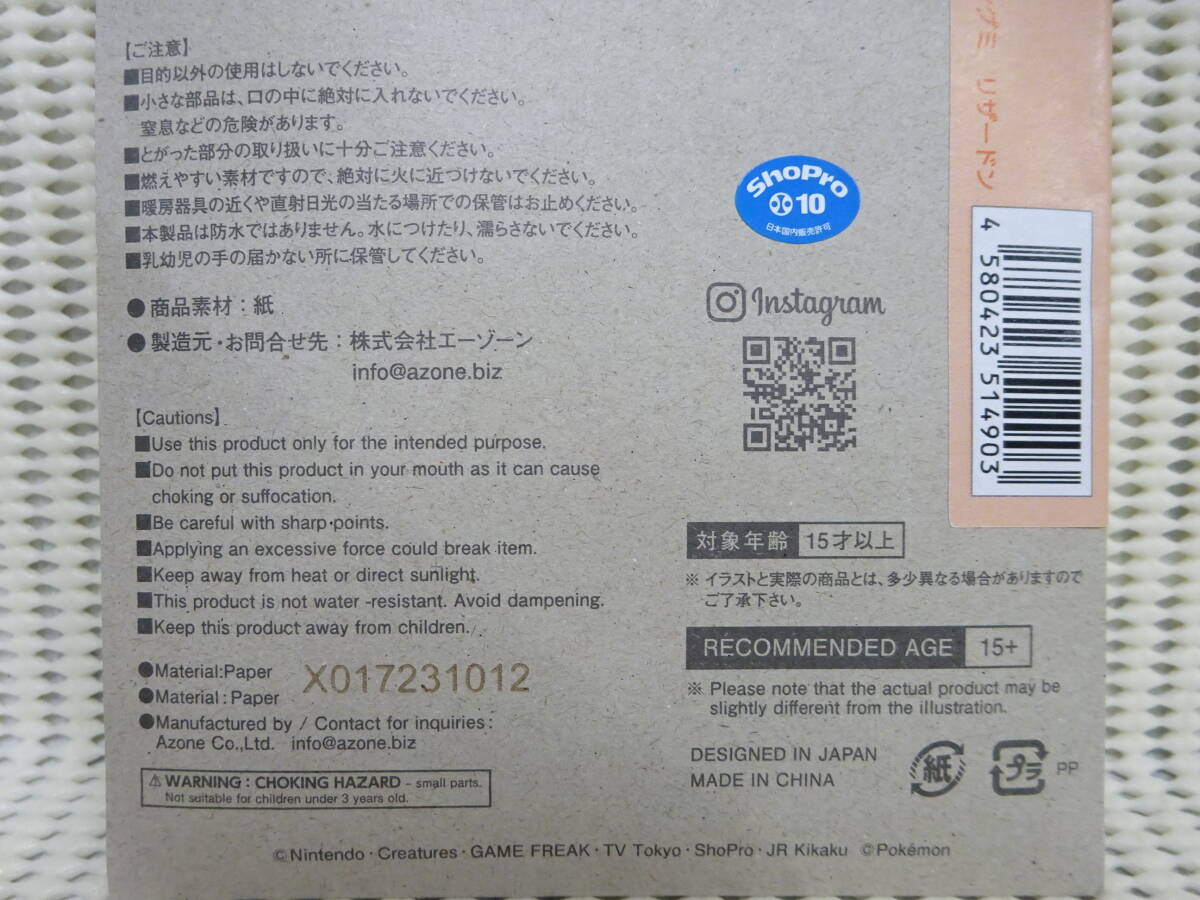 【ご注意】
■目的以外の使用はしないでください。
■小さな部品は、口の中に絶対に入れないでください。
窒息などの危険があります。
■とがった部分の取り扱いに十分ご注意ください。
■燃えやすい素材ですので、絶対に火に近づけないでください。
■暖房器具の近くや直射日光の当たる場所での保管はお止めください。
■本製品は防水ではありません。水につけたり、濡らさないでください。
■乳幼児の手の届かない所に保管してください。
●商品素材：紙
●製造元・お問合せ先：株式会社エーゾーン
info@azone.biz
【Cautions】
■Use this product only for the intended purpose.
■Do not put this product in your mouth as it can cause
choking or suffocation.
■Be careful with sharp・points.
■Applying an excessive force could break item.
■Keep away from heat or direct sunlight.
■This product is not water -resistant. Avoid dampening.
■Keep this product away from children.
●Material:Paper
●Material : Paper
X017231012
●Manufactured by / Contact for inquiries:
Azone Co.,Ltd. info@azone.biz
⚠WARNING : CHOKING HAZARD - small parts.
Not suitable for children under 3 years old.
ShoPro
10
日本国内販売許可
Instagram
グミ リザードン
4 580423 514903
対象年齢 15才以上
※ イラストと実際の商品とは、多少異なる場合がありますので
ご了承下さい。
RECOMMENDED AGE 15+
※ Please note that the actual product may be
slightly different from the illustration.
DESIGNED IN JAPAN
MADE IN CHINA
紙
プラ
PP
©Nintendo・Creatures・GAME FREAK・TV Tokyo・ShoPro・JR Kikaku ©Pokémon